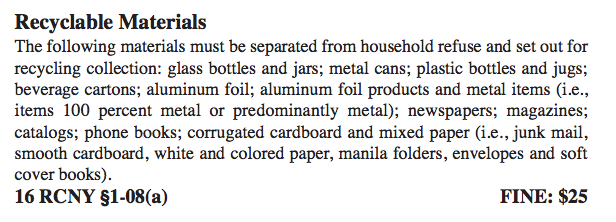 Recyclable Materials
The following materials must be separated from household refuse and set out for
recycling collection: glass bottles and jars; metal cans; plastic bottles and jugs;
beverage cartons; aluminum foil; aluminum foil products and metal items (i.e.,
items 100 percent metal or predominantly metal); newspapers; magazines;
catalogs; phone books; corrugated cardboard and mixed paper (i.e., junk mail,
smooth cardboard, white and colored paper, manila folders, envelopes and soft
cover books).
16 RCNY §1-08(a) FINE: $25